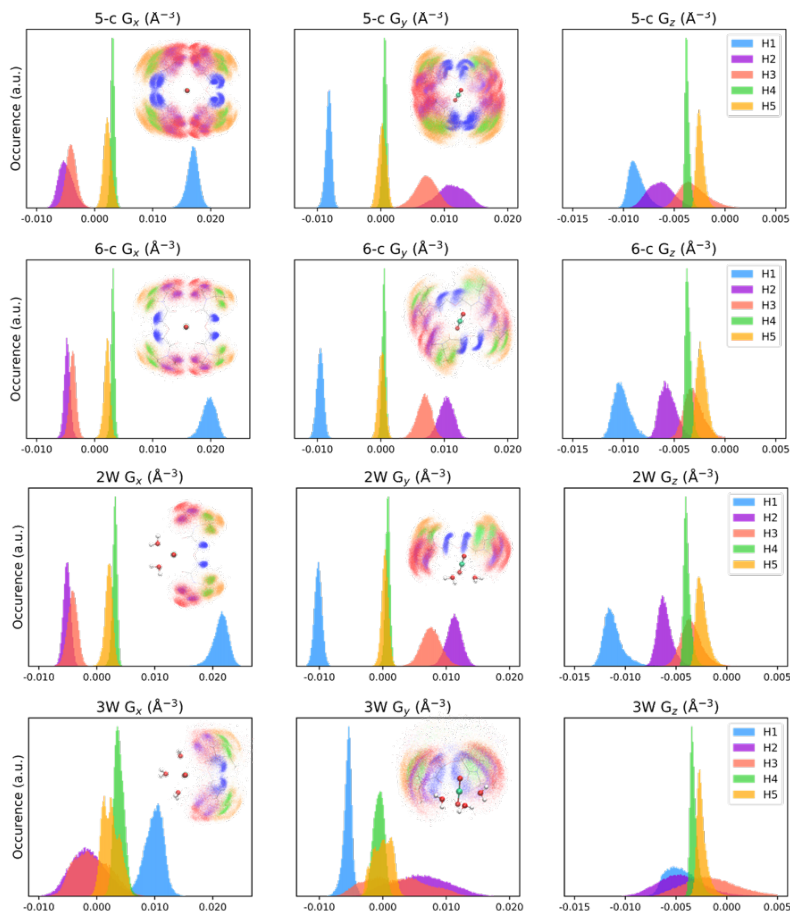 5-c Gx (Å⁻³)
5-c Gy (Å⁻³)
5-c Gz (Å⁻³)
Occurence (a.u.)
H1
H2
H3
H4
H5
-0.010 0.000 0.010 0.020
-0.010 0.000 0.010 0.020
-0.015 -0.010 -0.005 0.000 0.005
6-c Gx (Å⁻³)
6-c Gy (Å⁻³)
6-c Gz (Å⁻³)
Occurence (a.u.)
H1
H2
H3
H4
H5
-0.010 0.000 0.010 0.020
-0.010 0.000 0.010 0.020
-0.015 -0.010 -0.005 0.000 0.005
2W Gx (Å⁻³)
2W Gy (Å⁻³)
2W Gz (Å⁻³)
Occurence (a.u.)
H1
H2
H3
H4
H5
-0.010 0.000 0.010 0.020
-0.010 0.000 0.010 0.020
-0.015 -0.010 -0.005 0.000 0.005
3W Gx (Å⁻³)
3W Gy (Å⁻³)
3W Gz (Å⁻³)
Occurence (a.u.)
H1
H2
H3
H4
H5
-0.010 0.000 0.010 0.020
-0.010 0.000 0.010 0.020
-0.015 -0.010 -0.005 0.000 0.005